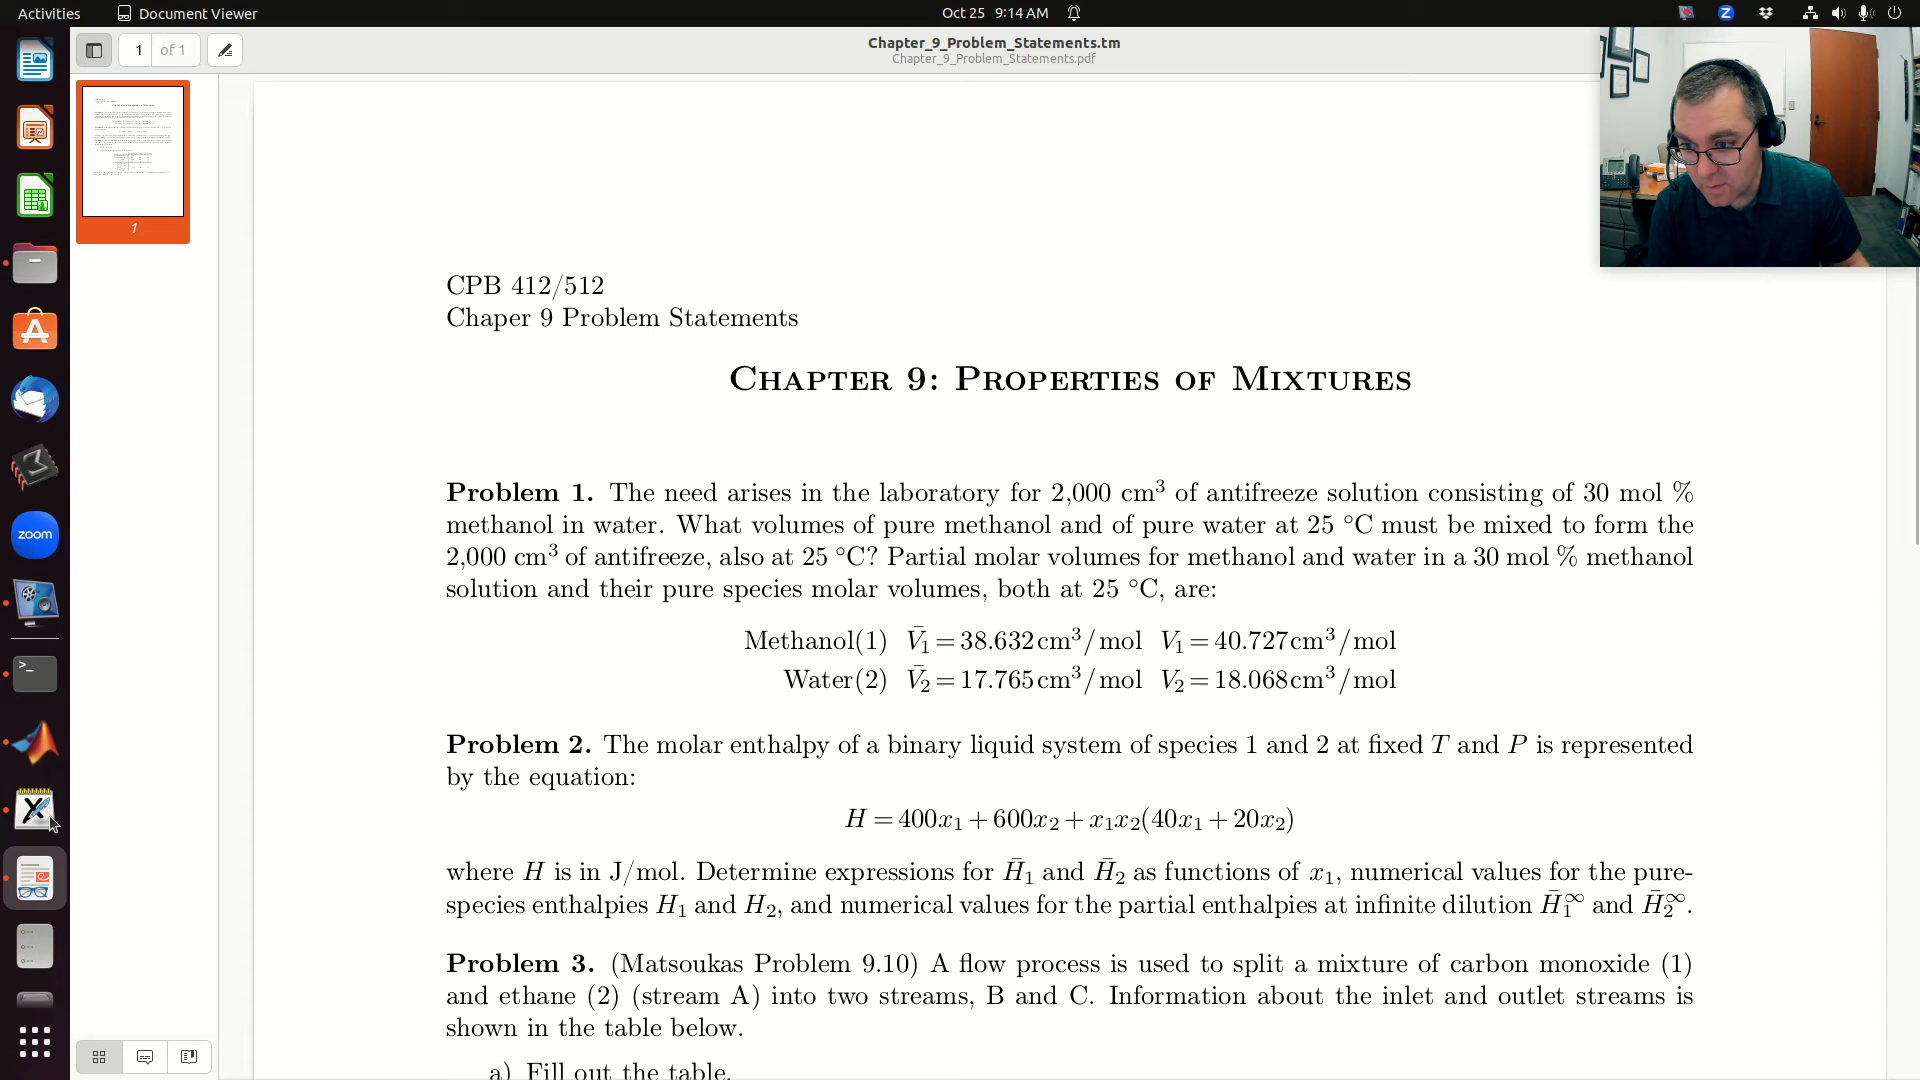 Activities
Document Viewer
Oct 25 9:14 AM
Z
1 of 1
Chapter_9_Problem_Statements.tm
Chapter_9_Problem_Statements.pdf
1
zoom
>_
CPB 412/512
Chaper 9 Problem Statements
CHAPTER 9: PROPERTIES OF MIXTURES
Problem 1. The need arises in the laboratory for 2,000 cm³ of antifreeze solution consisting of 30 mol %
methanol in water. What volumes of pure methanol and of pure water at 25 °C must be mixed to form the
2,000 cm³ of antifreeze, also at 25 °C? Partial molar volumes for methanol and water in a 30 mol % methanol
solution and their pure species molar volumes, both at 25 °C, are:
Methanol(1) V̄₁ = 38.632 cm³/mol V₁ = 40.727 cm³/mol
Water(2) V̄₂ = 17.765 cm³/mol V₂ = 18.068 cm³/mol
Problem 2. The molar enthalpy of a binary liquid system of species 1 and 2 at fixed T and P is represented
by the equation:
H = 400x₁ + 600x₂ + x₁x₂(40x₁ + 20x₂)
where H is in J/mol. Determine expressions for H̄₁ and H̄₂ as functions of x₁, numerical values for the pure-
species enthalpies H₁ and H₂, and numerical values for the partial enthalpies at infinite dilution H̄₁^∞ and H̄₂^∞.
Problem 3. (Matsoukas Problem 9.10) A flow process is used to split a mixture of carbon monoxide (1)
and ethane (2) (stream A) into two streams, B and C. Information about the inlet and outlet streams is
shown in the table below.
a) Fill out the table.